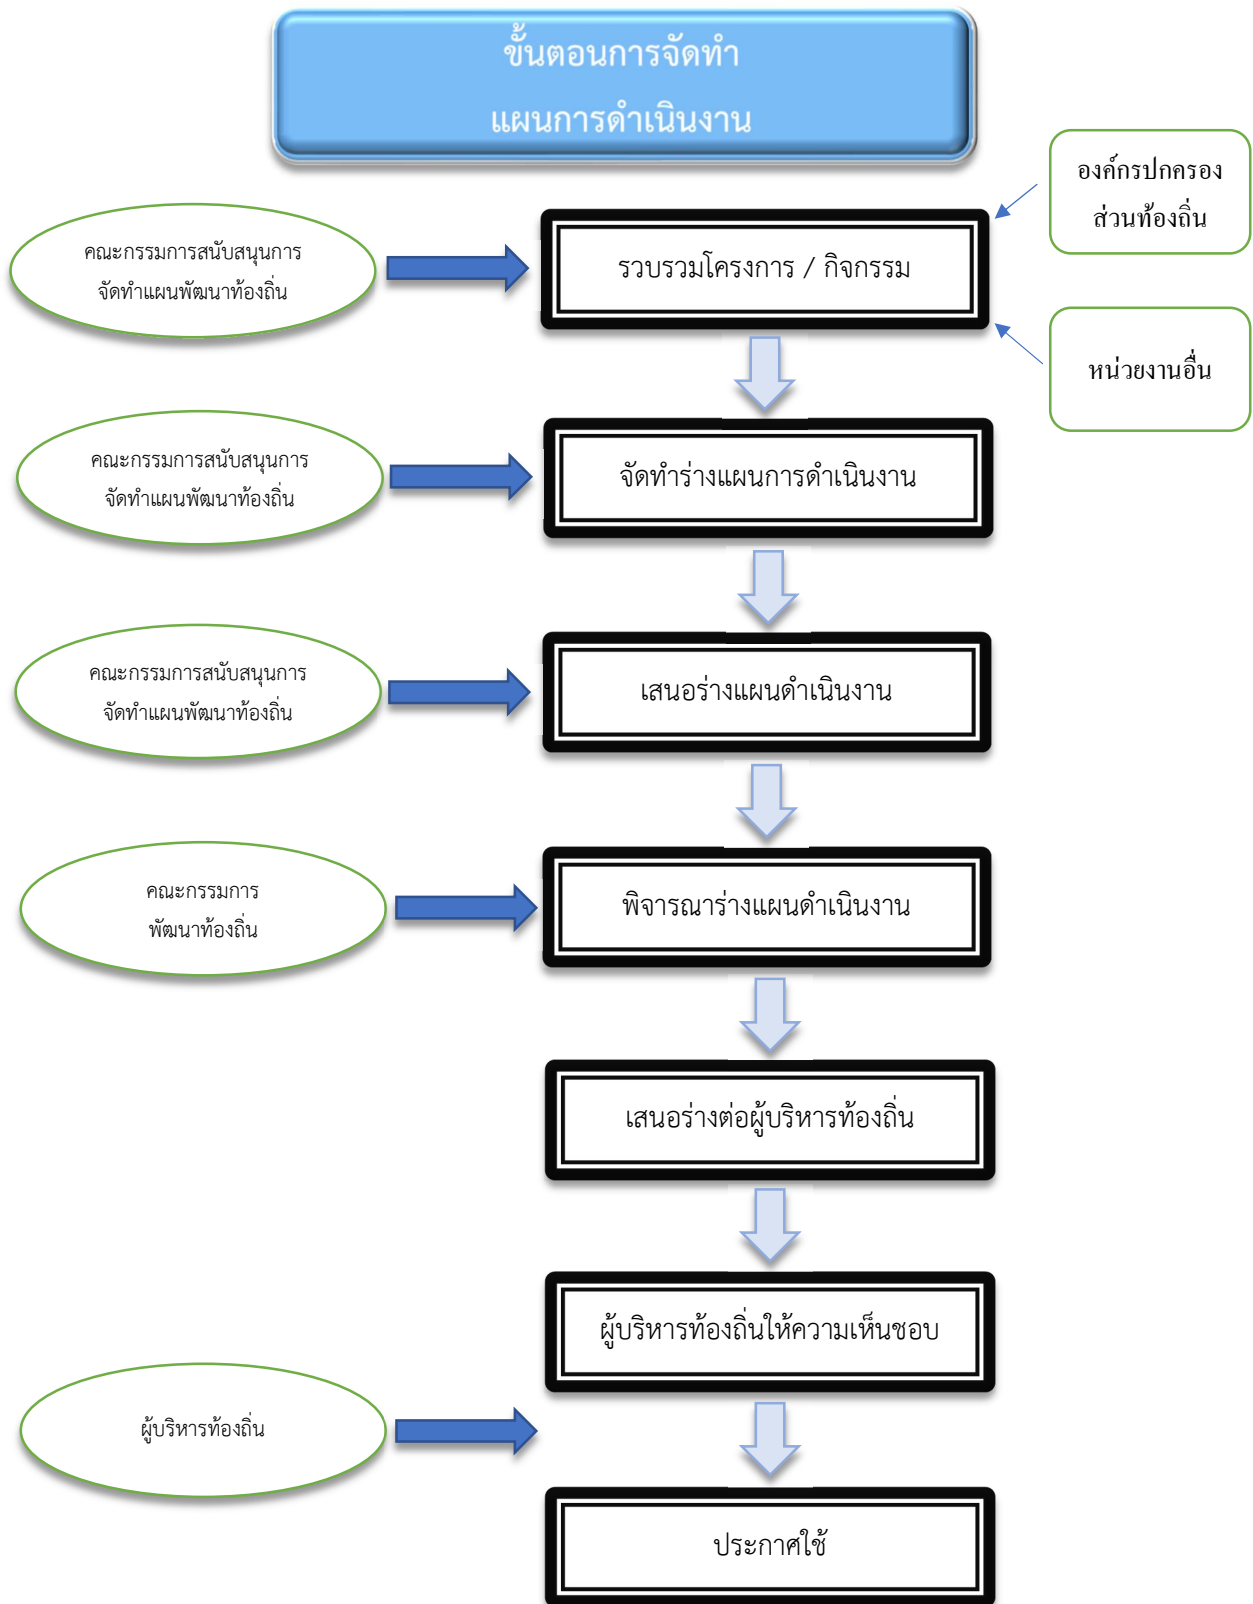 ขั้นตอนการจัดทำ
แผนการดำเนินงาน
องค์กรปกครอง
ส่วนท้องถิ่น
คณะกรรมการสนับสนุนการ
จัดทำแผนพัฒนาท้องถิ่น
รวบรวมโครงการ / กิจกรรม
หน่วยงานอื่น
คณะกรรมการสนับสนุนการ
จัดทำแผนพัฒนาท้องถิ่น
จัดทำร่างแผนการดำเนินงาน
คณะกรรมการสนับสนุนการ
จัดทำแผนพัฒนาท้องถิ่น
เสนอร่างแผนดำเนินงาน
คณะกรรมการ
พัฒนาท้องถิ่น
พิจารณาร่างแผนดำเนินงาน
เสนอร่างต่อผู้บริหารท้องถิ่น
ผู้บริหารท้องถิ่นให้ความเห็นชอบ
ผู้บริหารท้องถิ่น
ประกาศใช้